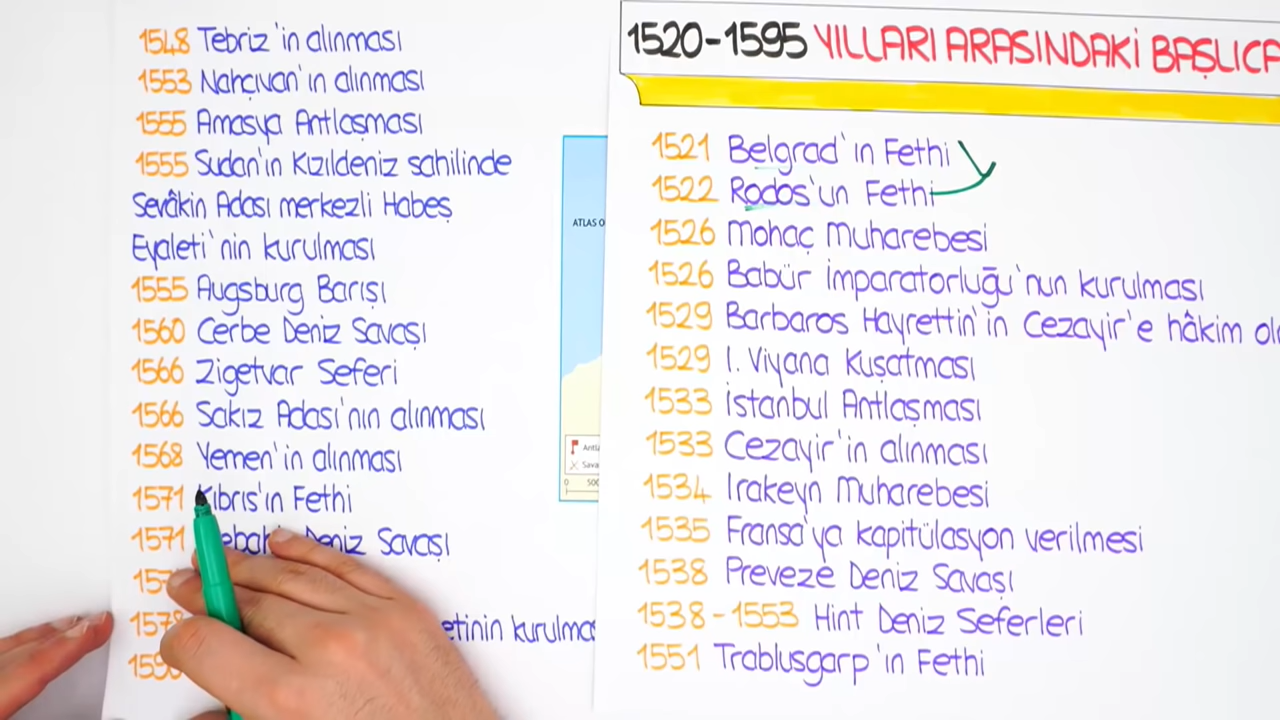 1548 Tebriz'in alınması
1553 Nahçıvan'ın alınması
1555 Amasya Antlaşması
1555 Sudan'ın Kızıldeniz sahilinde
Sevâkin Adası merkezli Habeş
Eyaleti'nin kurulması
1555 Augsburg Barışı
1560 Cerbe Deniz Savaşı
1566 Zigetvar Seferi
1566 Sakız Adası'nın alınması
1568 Yemen'in alınması
1571 Kıbrıs'ın Fethi
1571 Deniz Savaşı
1578
ATLAS O
0 500
1520-1595 YILLARI ARASINDAKİ BAŞLICA
1521 Belgrad'ın Fethi
1522 Rodos'un Fethi
1526 Mohaç Muharebesi
1526 Babür İmparatorluğu'nun kurulması
1529 Barbaros Hayrettin'in Cezayir'e hâkim
1529 I. Viyana Kuşatması
1533 İstanbul Antlaşması
1533 Cezayir'in alınması
1534 Irakeyn Muharebesi
1535 Fransa'ya kapitülasyon verilmesi
1538 Preveze Deniz Savaşı
1538-1553 Hint Deniz Seferleri
1551 Trablusgarp'ın Fethi